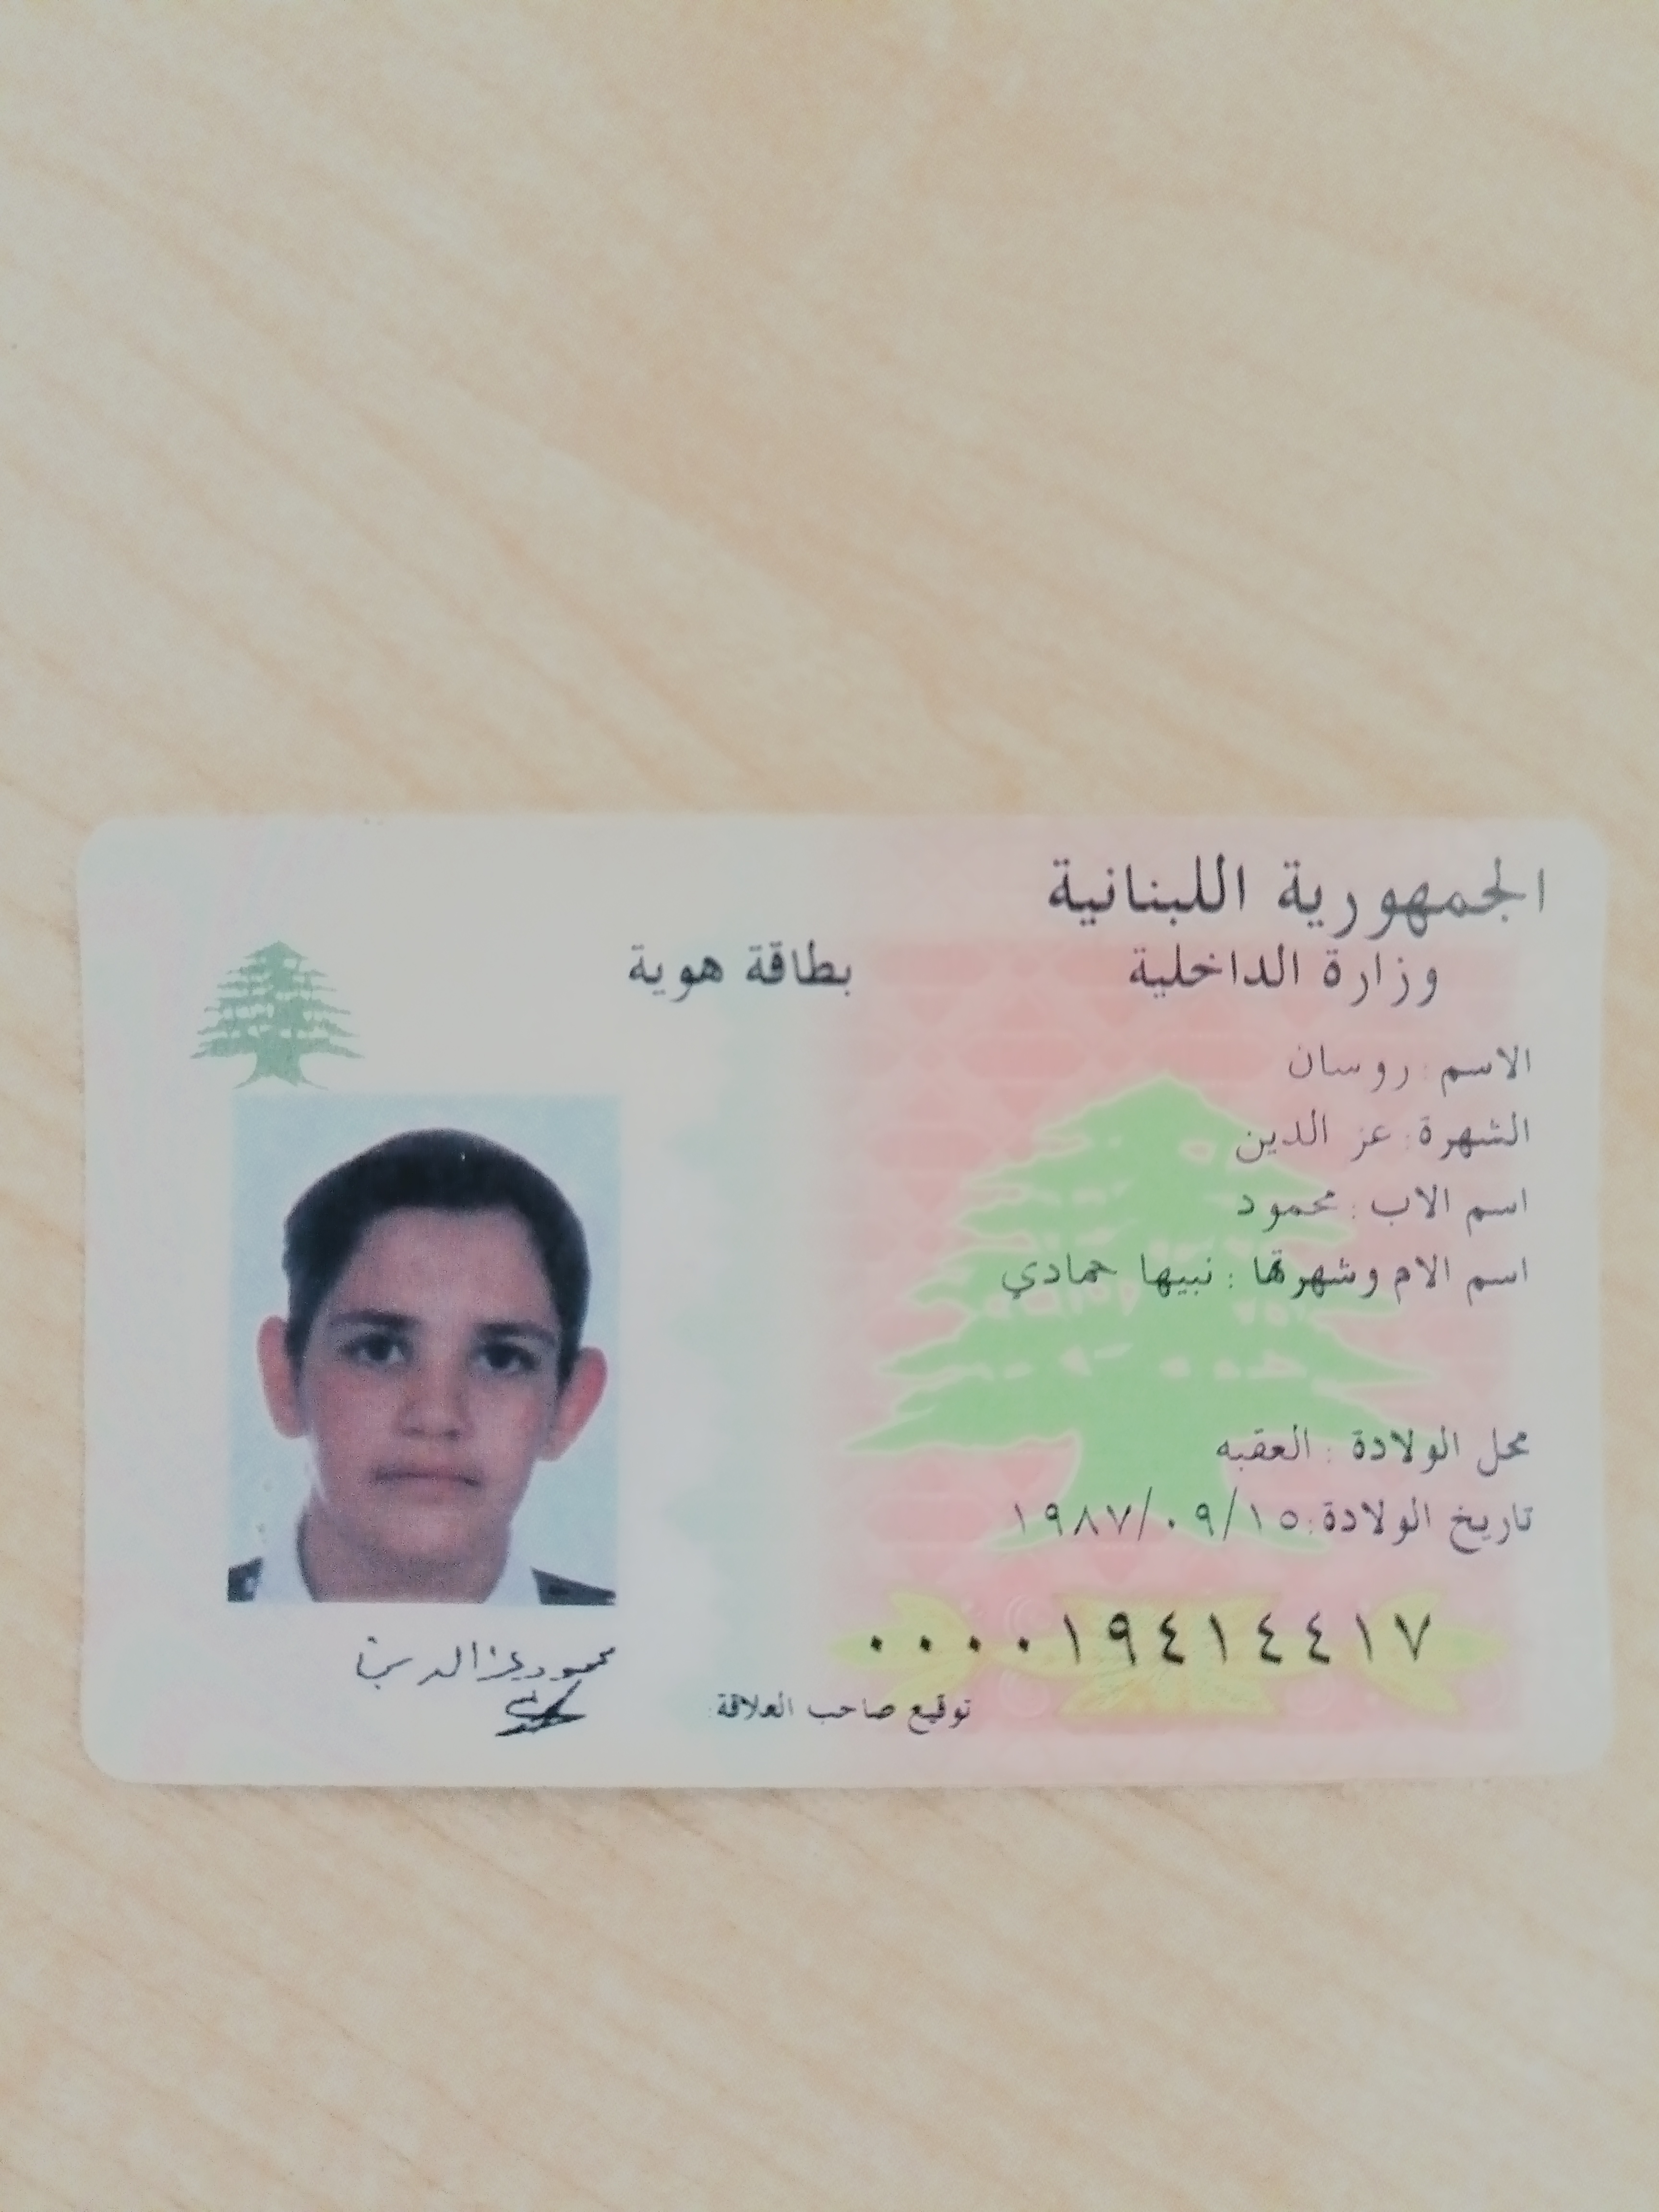 الجمهورية اللبنانية
وزارة الداخلية
بطاقة هوية
الاسم : روسان
الشهرة : عز الدين
اسم الاب : محمود
اسم الام وشهرتها : نبيها حمادي
محل الولادة : العقبه
تاريخ الولادة : ١٩٨٧/٠٩/١٥
٠٠٠٠١٩٤١٤٤١٧
توقيع صاحب العلاقة
محمود عز الدين